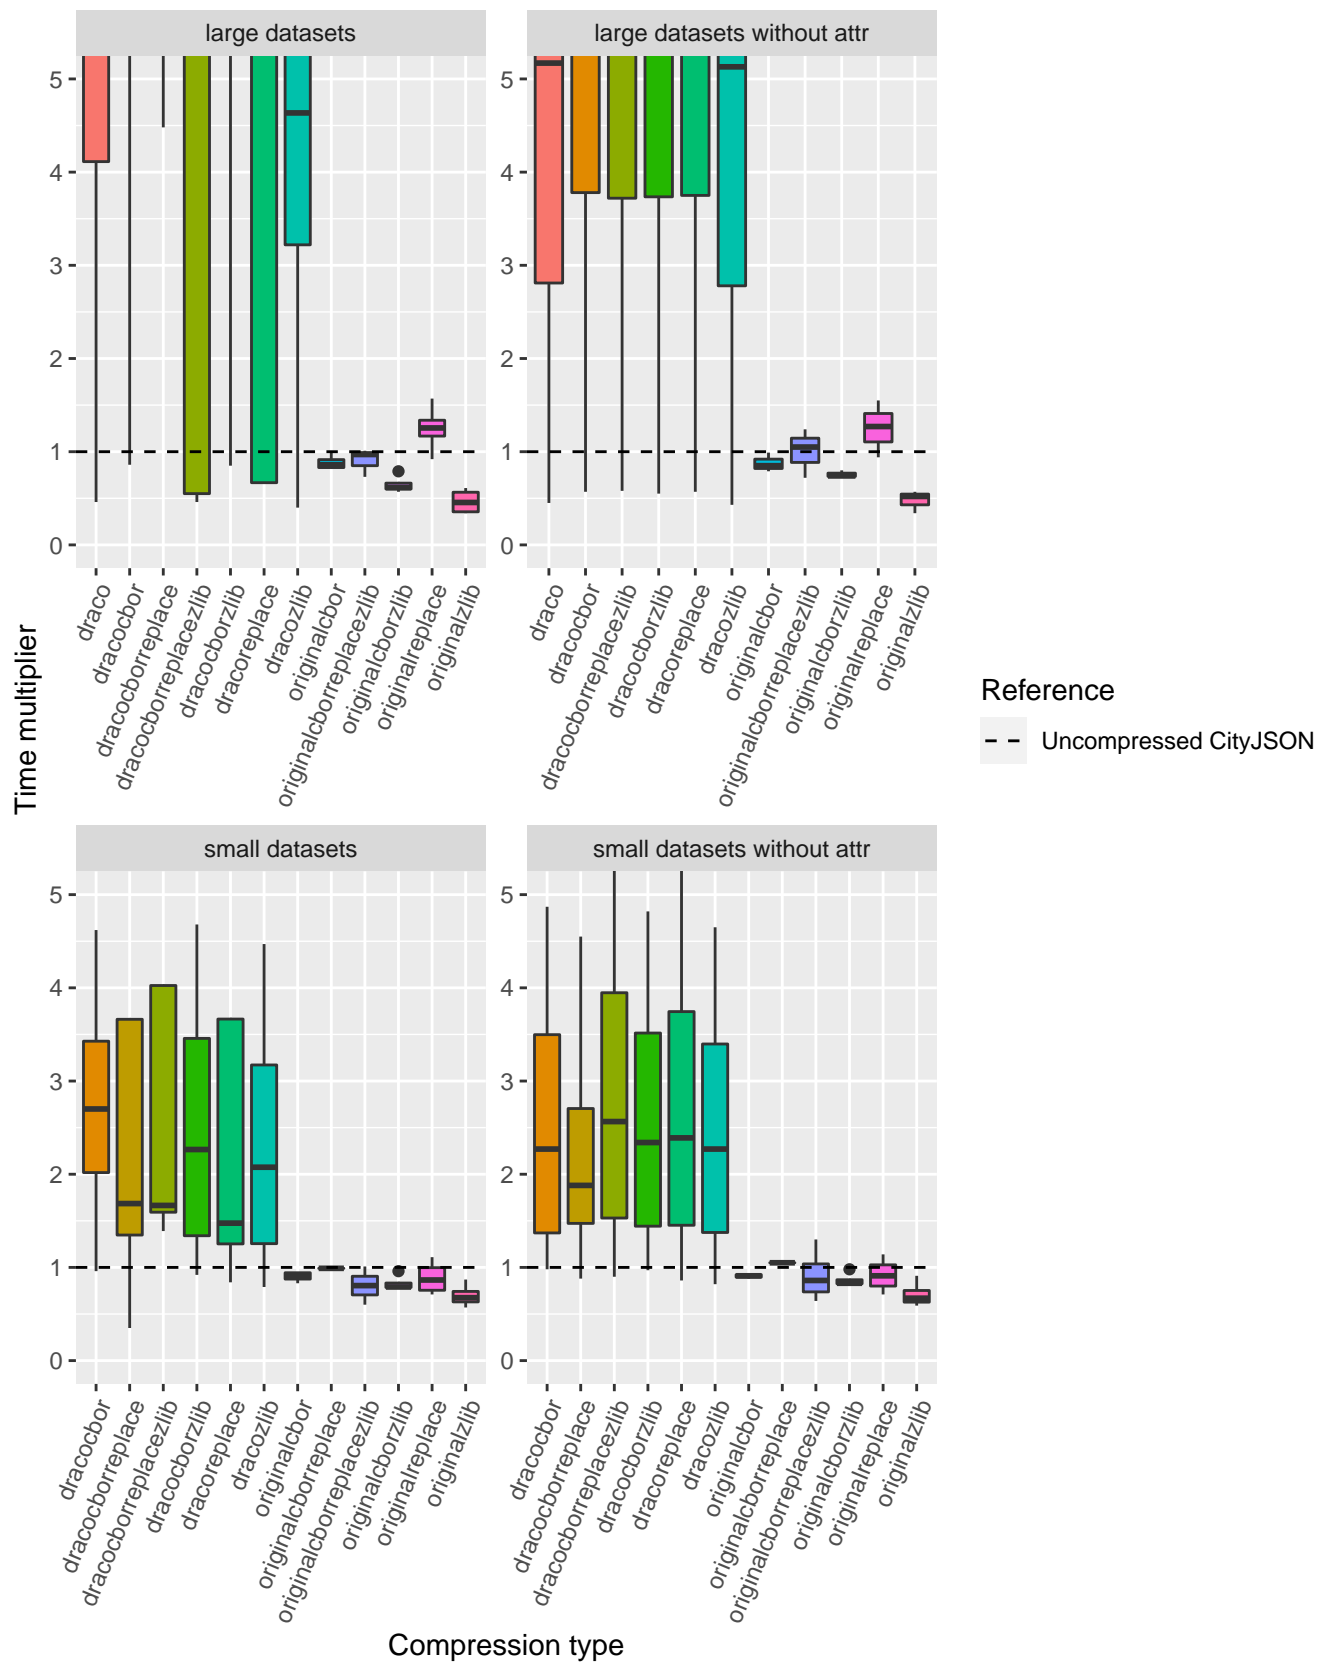 large datasets
large datasets without attr
5
4
3
2
1
0
5
4
3
2
1
0
draco
dracocbor
dracocborreplace
dracocborreplacezlib
dracocborzlib
dracoreplace
dracozlib
originalcbor
originalcborreplacezlib
originalcborzlib
originalreplace
originalzlib
draco
dracocbor
dracocborreplacezlib
dracocborzlib
dracoreplace
dracozlib
originalcbor
originalcborreplacezlib
originalcborzlib
originalreplace
originalzlib
Time multiplier
Reference
Uncompressed CityJSON
small datasets
small datasets without attr
5
4
3
2
1
0
5
4
3
2
1
0
dracocbor
dracocborreplace
dracocborreplacezlib
dracocborzlib
dracoreplace
dracozlib
originalcbor
originalcborreplace
originalcborreplacezlib
originalcborzlib
originalreplace
originalzlib
dracocbor
dracocborreplace
dracocborreplacezlib
dracocborzlib
dracoreplace
dracozlib
originalcbor
originalcborreplace
originalcborreplacezlib
originalcborzlib
originalreplace
originalzlib
Compression type